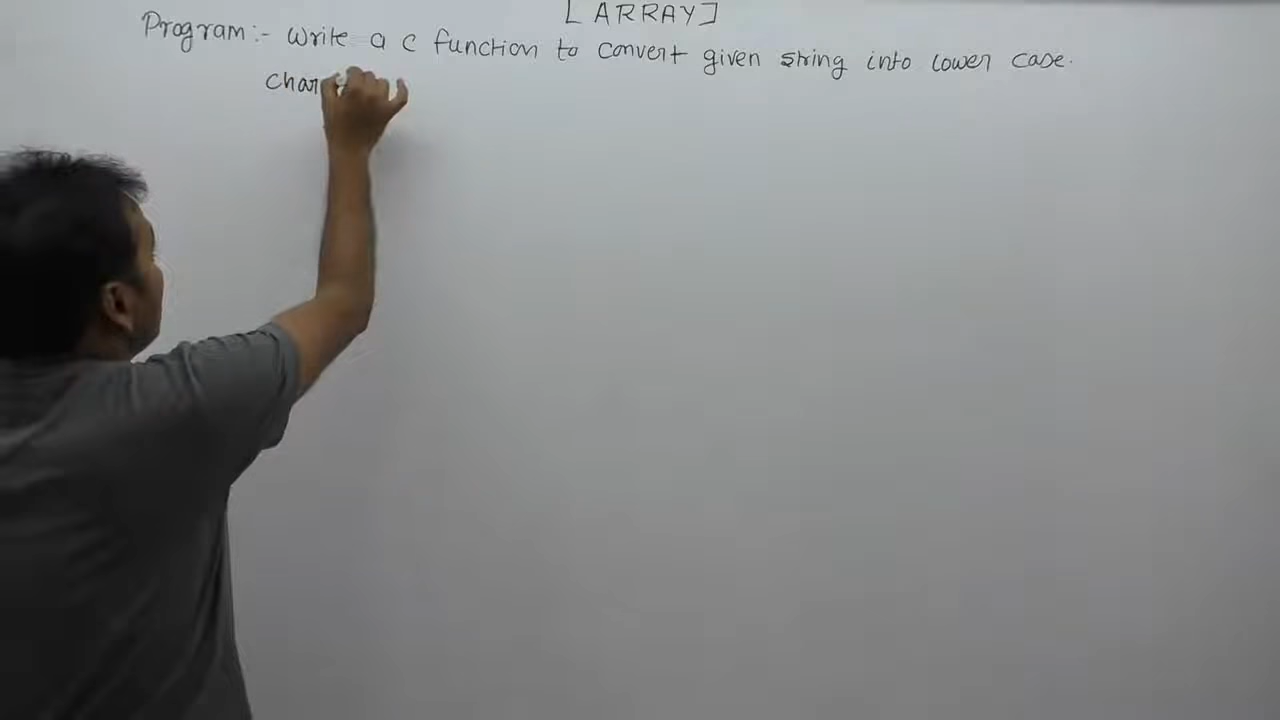 [ARRAY]
Program:- Write a c function to convert given string into lower case.
char